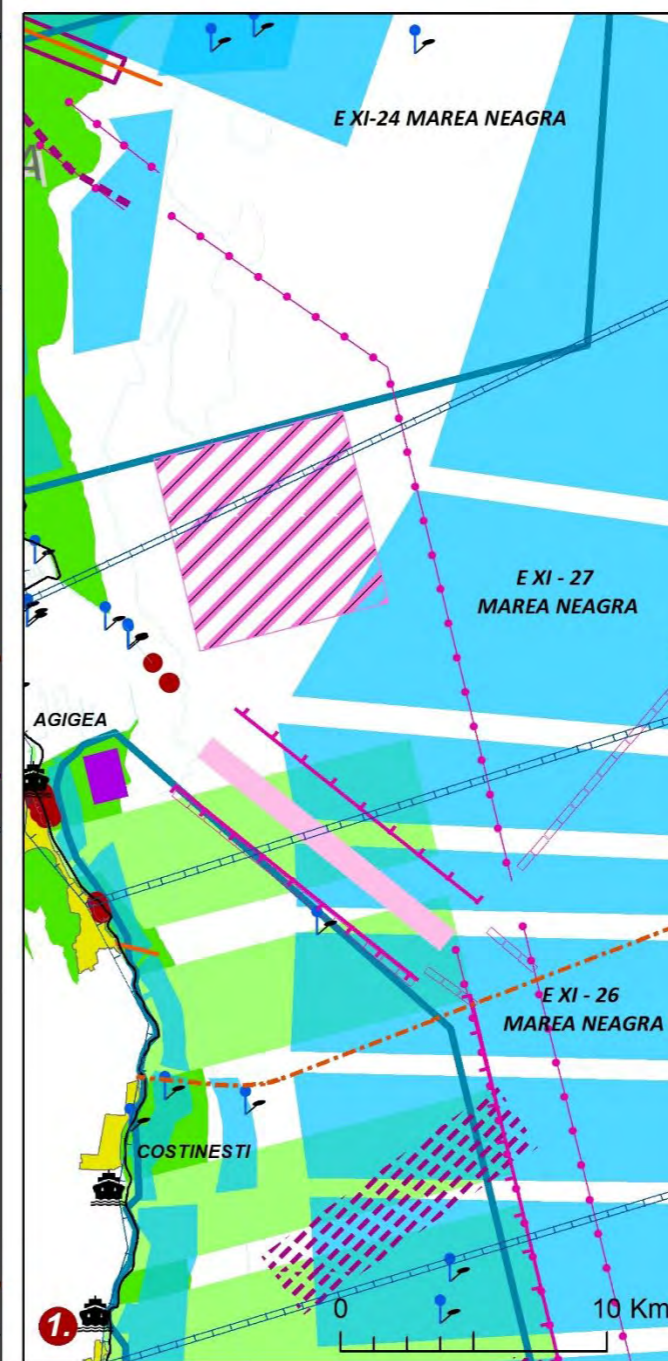 E XI-24 MAREA NEAGRA
A
E XI - 27
MAREA NEAGRA
AGIGEA
E XI - 26
MAREA NEAGRA
COSTINESTI
1.
0 10 Km